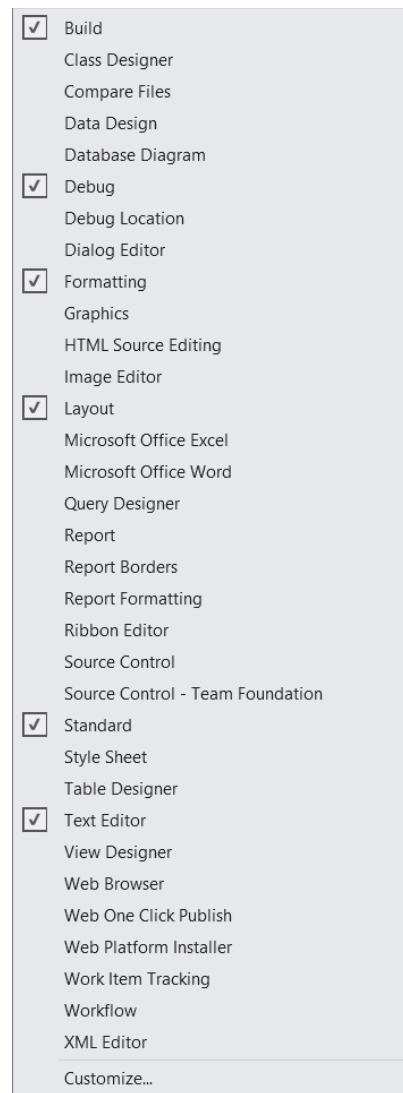 Build
Class Designer
Compare Files
Data Design
Database Diagram
Debug
Debug Location
Dialog Editor
Formatting
Graphics
HTML Source Editing
Image Editor
Layout
Microsoft Office Excel
Microsoft Office Word
Query Designer
Report
Report Borders
Report Formatting
Ribbon Editor
Source Control
Source Control - Team Foundation
Standard
Style Sheet
Table Designer
Text Editor
View Designer
Web Browser
Web One Click Publish
Web Platform Installer
Work Item Tracking
Workflow
XML Editor
Customize...